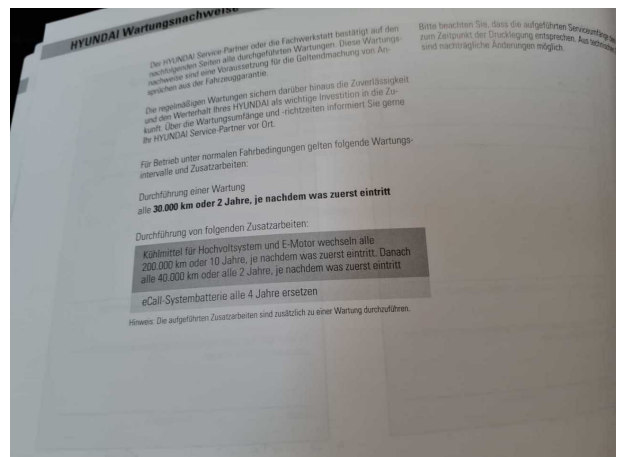 HYUNDAI Wartungsnachweise
Der HYUNDAI Service-Partner oder die Fachwerkstatt bestätigt auf den
nachfolgenden Seiten alle durchgeführten Wartungen. Diese Wartungs-
nachweise sind eine Voraussetzung für die Geltendmachung von An-
sprüchen aus der Fahrzeuggarantie.
Die regelmäßigen Wartungen sichern darüber hinaus die Zuverlässigkeit
und den Werterhalt Ihres HYUNDAI als wichtige Investition in die Zu-
kunft. Über die Wartungsumfänge und -richtzeiten informiert Sie gerne
Ihr HYUNDAI Service-Partner vor Ort.
Für Betrieb unter normalen Fahrbedingungen gelten folgende Wartungs-
intervalle und Zusatzarbeiten:
Durchführung einer Wartung
alle 30.000 km oder 2 Jahre, je nachdem was zuerst eintritt
Durchführung von folgenden Zusatzarbeiten:
Kühlmittel für Hochvoltsystem und E-Motor wechseln alle
200.000 km oder 10 Jahre, je nachdem was zuerst eintritt. Danach
alle 40.000 km oder alle 2 Jahre, je nachdem was zuerst eintritt
eCall-Systembatterie alle 4 Jahre ersetzen
Hinweis: Die aufgeführten Zusatzarbeiten sind zusätzlich zu einer Wartung durchzuführen.
Bitte beachten Sie, dass die aufgeführten Serviceumfänge
zum Zeitpunkt der Drucklegung entsprechen. Aus
sind nachträgliche Änderungen möglich.